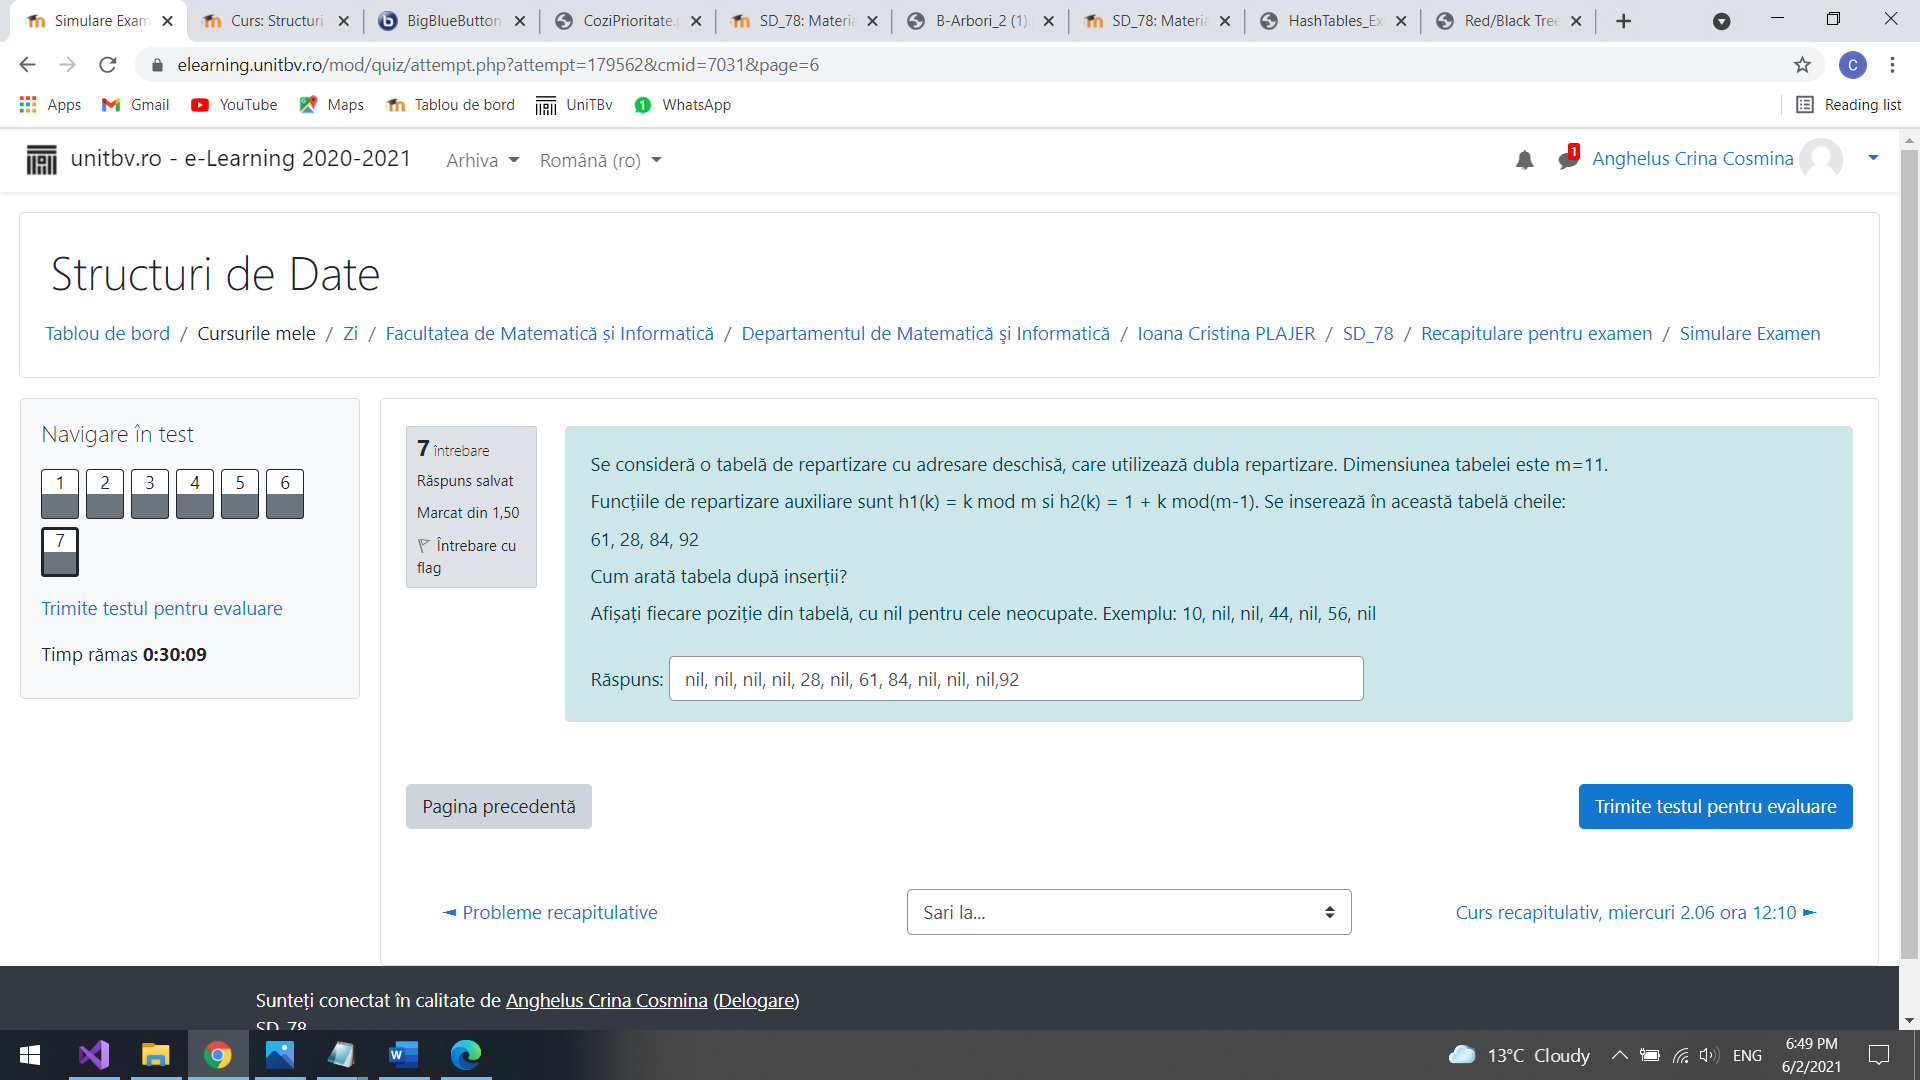 Simulare Exam
Curs: Structuri
BigBlueButton
CoziPrioritate.p
SD_78: Materia
B-Arbori_2 (1).
SD_78: Materia
HashTables_Ex
Red/Black Tree
elearning.unitbv.ro/mod/quiz/attempt.php?attempt=179562&cmid=7031&page=6
C
Apps Gmail YouTube Maps Tablou de bord UniTBv 1 WhatsApp Reading list
unitbv.ro - e-Learning 2020-2021 Arhiva Română (ro) 1 Anghelus Crina Cosmina
Structuri de Date
Tablou de bord / Cursurile mele / Zi / Facultatea de Matematică și Informatică / Departamentul de Matematică şi Informatică / Ioana Cristina PLAJER / SD_78 / Recapitulare pentru examen / Simulare Examen
Navigare în test
1 2 3 4 5 6
7
Trimite testul pentru evaluare
Timp rămas 0:30:09
7 întrebare
Răspuns salvat
Marcat din 1,50
Întrebare cu
flag
Se consideră o tabelă de repartizare cu adresare deschisă, care utilizează dubla repartizare. Dimensiunea tabelei este m=11.
Funcțiile de repartizare auxiliare sunt h1(k) = k mod m si h2(k) = 1 + k mod(m-1). Se inserează în această tabelă cheile:
61, 28, 84, 92
Cum arată tabela după inserții?
Afișați fiecare poziție din tabelă, cu nil pentru cele neocupate. Exemplu: 10, nil, nil, 44, nil, 56, nil
Răspuns: nil, nil, nil, nil, 28, nil, 61, 84, nil, nil, nil,92
Pagina precedentă
Trimite testul pentru evaluare
◄ Probleme recapitulative
Sari la...
Curs recapitulativ, miercuri 2.06 ora 12:10 ►
Sunteți conectat în calitate de Anghelus Crina Cosmina (Delogare)
SD_78
13°C Cloudy
ENG
6:49 PM
6/2/2021